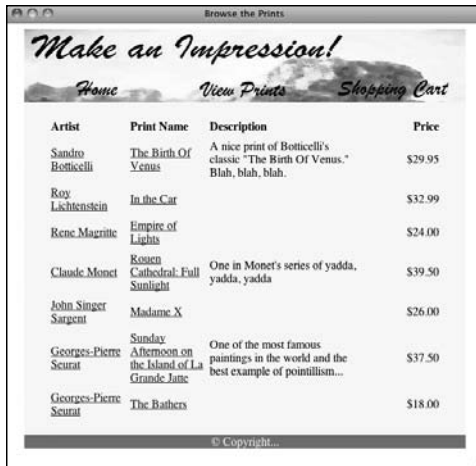 Browse the Prints
Make an Impression!
Home View Prints Shopping Cart
Artist Print Name Description Price
Sandro Botticelli The Birth Of Venus A nice print of Botticelli's classic "The Birth Of Venus." Blah, blah, blah. $29.95
Roy Lichtenstein In the Car $32.99
Rene Magritte Empire of Lights $24.00
Claude Monet Rouen Cathedral: Full Sunlight One in Monet's series of yadda, yadda, yadda $39.50
John Singer Sargent Madame X $26.00
Georges-Pierre Seurat Sunday Afternoon on the Island of La Grande Jatte One of the most famous paintings in the world and the best example of pointillism... $37.50
Georges-Pierre Seurat The Bathers $18.00
© Copyright...